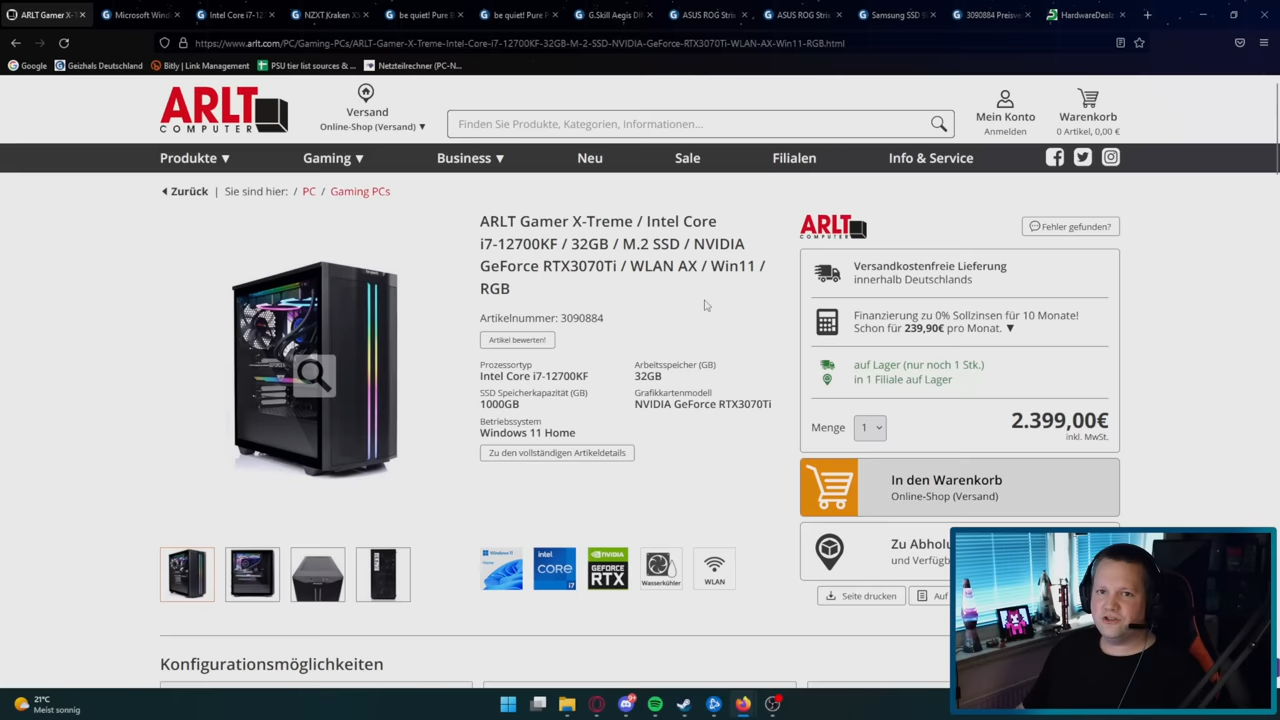 ARLT Gamer X-T
Microsoft Wind
Intel Core i7-12
NZXT Kraken X
be quiet! Pure B
be quiet! Pure P
G.Skill Aegis DI
ASUS ROG Strix
ASUS ROG Strix
Samsung SSD
3090884 Preisve
HardwareDealz
https://www.arlt.com/PC/Gaming-PCs/ARLT-Gamer-X-Treme-Intel-Core-i7-12700KF-32GB-M-2-SSD-NVIDIA-GeForce-RTX3070Ti-WLAN-AX-Win11-RGB.html
Google
Geizhals Deutschland
Bitly | Link Management
PSU tier list sources & ...
Netzteilrechner (PC-N...
ARLT
COMPUTER
Versand
Online-Shop (Versand) ▼
Finden Sie Produkte, Kategorien, Informationen...
Mein Konto
Anmelden
Warenkorb
0 Artikel, 0,00 €
Produkte ▼
Gaming ▼
Business ▼
Neu
Sale
Filialen
Info & Service
Zurück | Sie sind hier: / PC / Gaming PCs
ARLT Gamer X-Treme / Intel Core
i7-12700KF / 32GB / M.2 SSD / NVIDIA
GeForce RTX3070Ti / WLAN AX / Win11 /
RGB
Artikelnummer: 3090884
Artikel bewerten!
Prozessortyp
Intel Core i7-12700KF
Arbeitsspeicher (GB)
32GB
SSD Speicherkapazität (GB)
1000GB
Grafikkartenmodell
NVIDIA GeForce RTX3070Ti
Betriebssystem
Windows 11 Home
Zu den vollständigen Artikeldetails
ARLT
COMPUTER
Fehler gefunden?
Versandkostenfreie Lieferung
innerhalb Deutschlands
Finanzierung zu 0% Sollzinsen für 10 Monate!
Schon für 239,90€ pro Monat. ▼
auf Lager (nur noch 1 Stk.)
in 1 Filiale auf Lager
Menge
1
2.399,00€
inkl. MwSt.
In den Warenkorb
Online-Shop (Versand)
Zu Abholu
und Verfügb
Seite drucken
Auf
Windows 11
Home
intel
CORE
i7
NVIDIA
GEFORCE
RTX
Wasserkühler
WLAN
Konfigurationsmöglichkeiten
21°C
Meist sonnig